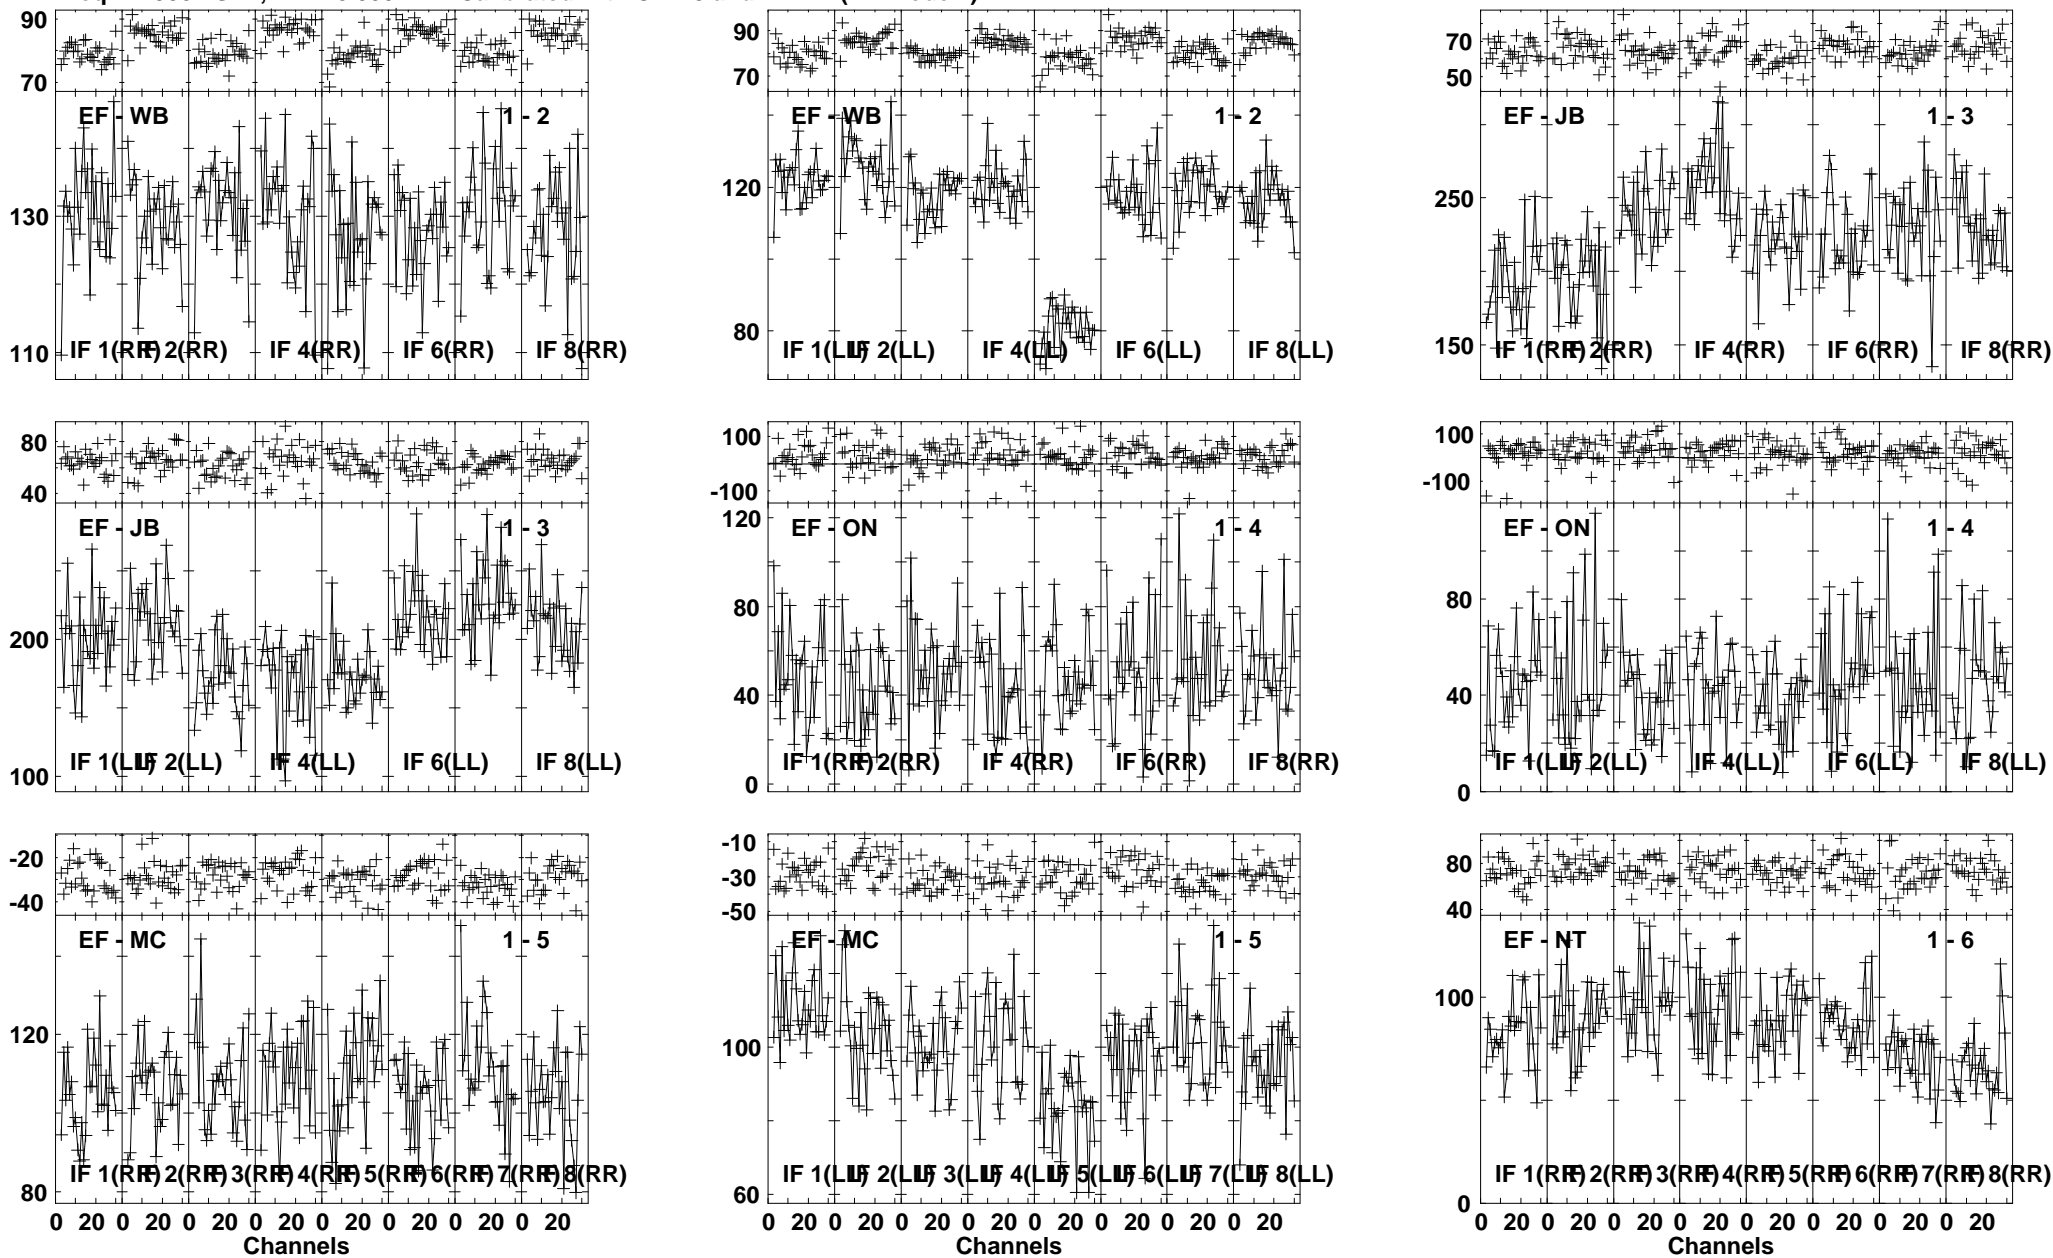 90
70
EF - WB 1 - 2
130
110
IF 1(RR) IF 2(RR) IF 4(RR) IF 6(RR) IF 8(RR)
90
70
EF - WB 1 - 2
120
80
IF 1(LL) IF 2(LL) IF 4(LL) IF 6(LL) IF 8(LL)
70
50
EF - JB 1 - 3
250
150
IF 1(RR) IF 2(RR) IF 4(RR) IF 6(RR) IF 8(RR)
80
40
EF - JB 1 - 3
200
100
IF 1(LL) IF 2(LL) IF 4(LL) IF 6(LL) IF 8(LL)
100
-100
120
EF - ON 1 - 4
80
40
0
IF 1(RR) IF 2(RR) IF 4(RR) IF 6(RR) IF 8(RR)
100
-100
EF - ON 1 - 4
80
40
0
IF 1(LL) IF 2(LL) IF 4(LL) IF 6(LL) IF 8(LL)
-20
-40
EF - MC 1 - 5
120
80
IF 1(RR) IF 2(RR) IF 3(RR) IF 4(RR) IF 5(RR) IF 6(RR) IF 7(RR) IF 8(RR)
0 20 0 20 0 20 0 20 0 20 0 20 0 20 0 20
Channels
-10
-30
-50
EF - MC 1 - 5
100
60
IF 1(LL) IF 2(LL) IF 3(LL) IF 4(LL) IF 5(LL) IF 6(LL) IF 7(LL) IF 8(LL)
0 20 0 20 0 20 0 20 0 20 0 20 0 20 0 20
Channels
80
40
EF - NT 1 - 6
100
0
IF 1(RR) IF 2(RR) IF 3(RR) IF 4(RR) IF 5(RR) IF 6(RR) IF 7(RR) IF 8(RR)
0 20 0 20 0 20 0 20 0 20 0 20 0 20 0 20